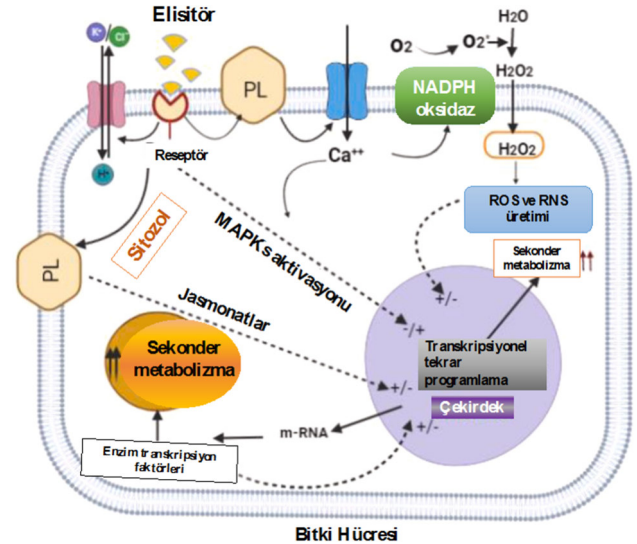 Elisitör
K⁺
Cl⁻
H⁺
PL
O2
O2⁻
H2O
H2O2
NADPH
oksidaz
H2O2
Reseptör
Ca⁺⁺
ROS ve RNS
üretimi
Sitozol
MAPKs aktivasyonu
Sekonder
metabolizma
PL
Jasmonatlar
+/-
-/+
Transkripsiyonel
tekrar
programlama
Sekonder
metabolizma
+/-
Çekirdek
+/-
m-RNA
Enzim transkripsiyon
faktörleri
Bitki Hücresi